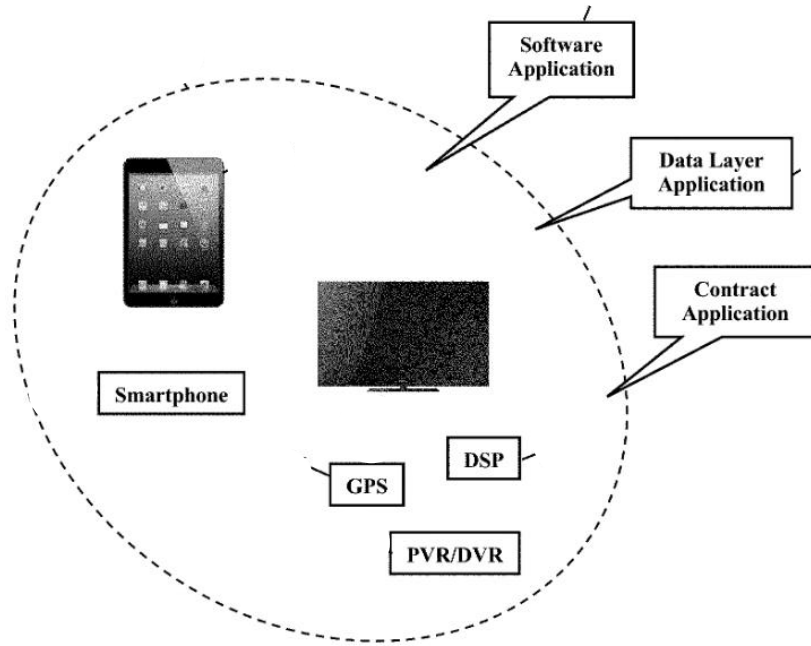 Software
Application
Data Layer
Application
Contract
Application
Smartphone
DSP
GPS
PVR/DVR